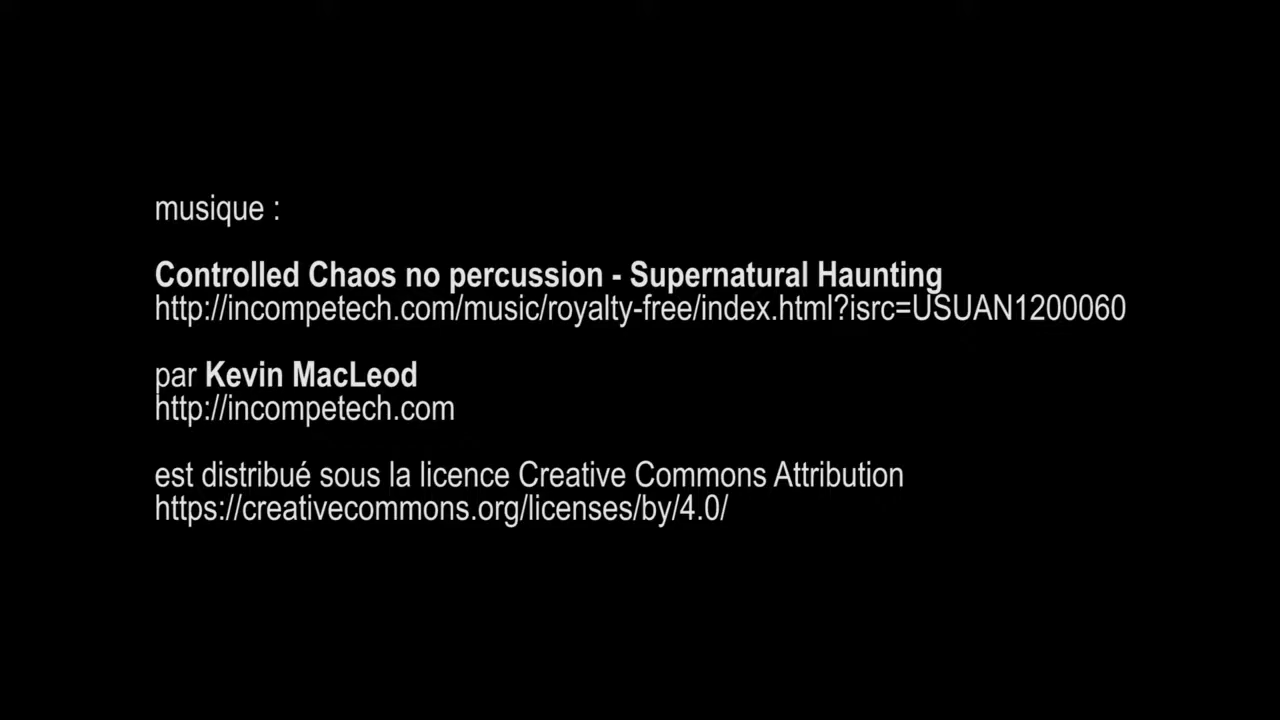 musique :
Controlled Chaos no percussion - Supernatural Haunting
http://incompetech.com/music/royalty-free/index.html?isrc=USUAN1200060
par Kevin MacLeod
http://incompetech.com
est distribué sous la licence Creative Commons Attribution
https://creativecommons.org/licenses/by/4.0/